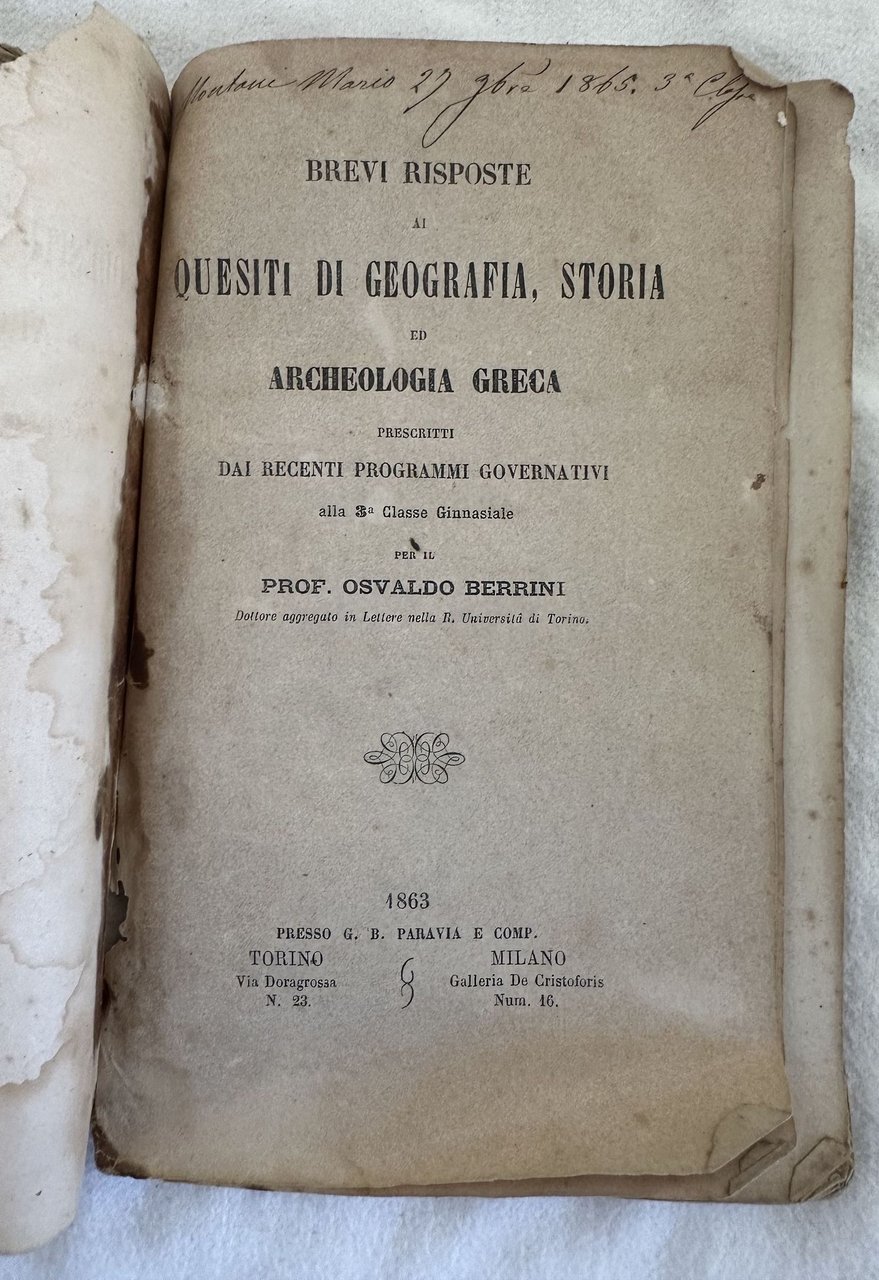 Montani Mario 27 9bre 1865. 3ª Classe
BREVI RISPOSTE
AI
QUESITI DI GEOGRAFIA, STORIA
ED
ARCHEOLOGIA GRECA
PRESCRITTI
DAI RECENTI PROGRAMMI GOVERNATIVI
alla 3ª Classe Ginnasiale
PER IL
PROF. OSVALDO BERRINI
Dottore aggregato in Lettere nella R. Università di Torino.
1863
PRESSO G. B. PARAVIA E COMP.
TORINO
Via Doragrossa
N. 23.
MILANO
Galleria De Cristoforis
Num. 16.